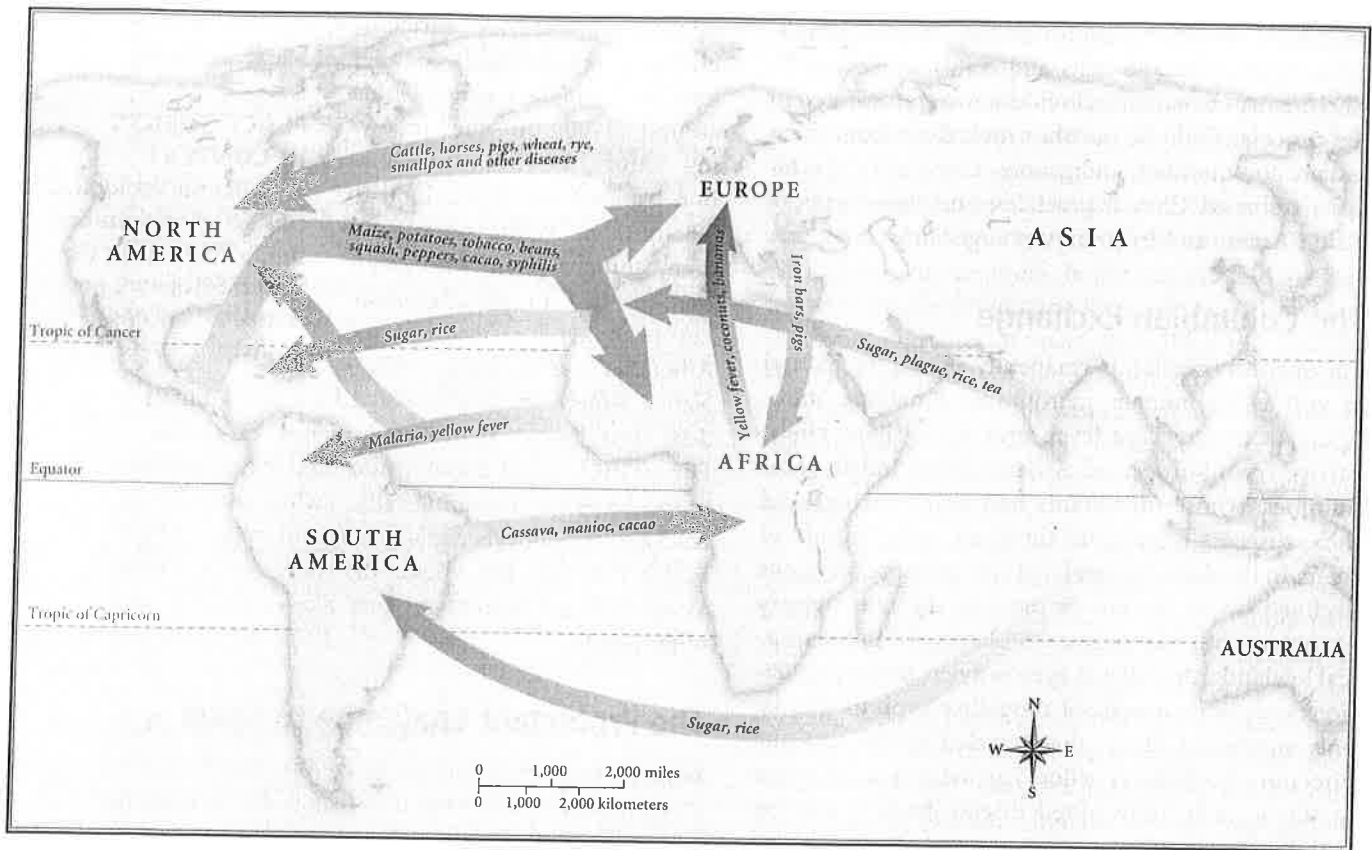 Cattle, horses, pigs, wheat, rye,
smallpox and other diseases
EUROPE
NORTH
AMERICA
ASIA
Maize, potatoes, tobacco, beans,
squash, peppers, cacao, syphilis
Yellow fever, coconuts, bananas
Iron bars, pigs
Tropic of Cancer
Sugar, rice
Sugar, plague, rice, tea
Malaria, yellow fever
Equator
AFRICA
SOUTH
AMERICA
Cassava, manioc, cacao
Tropic of Capricorn
AUSTRALIA
Sugar, rice
N
W
E
S
0 1,000 2,000 miles
0 1,000 2,000 kilometers